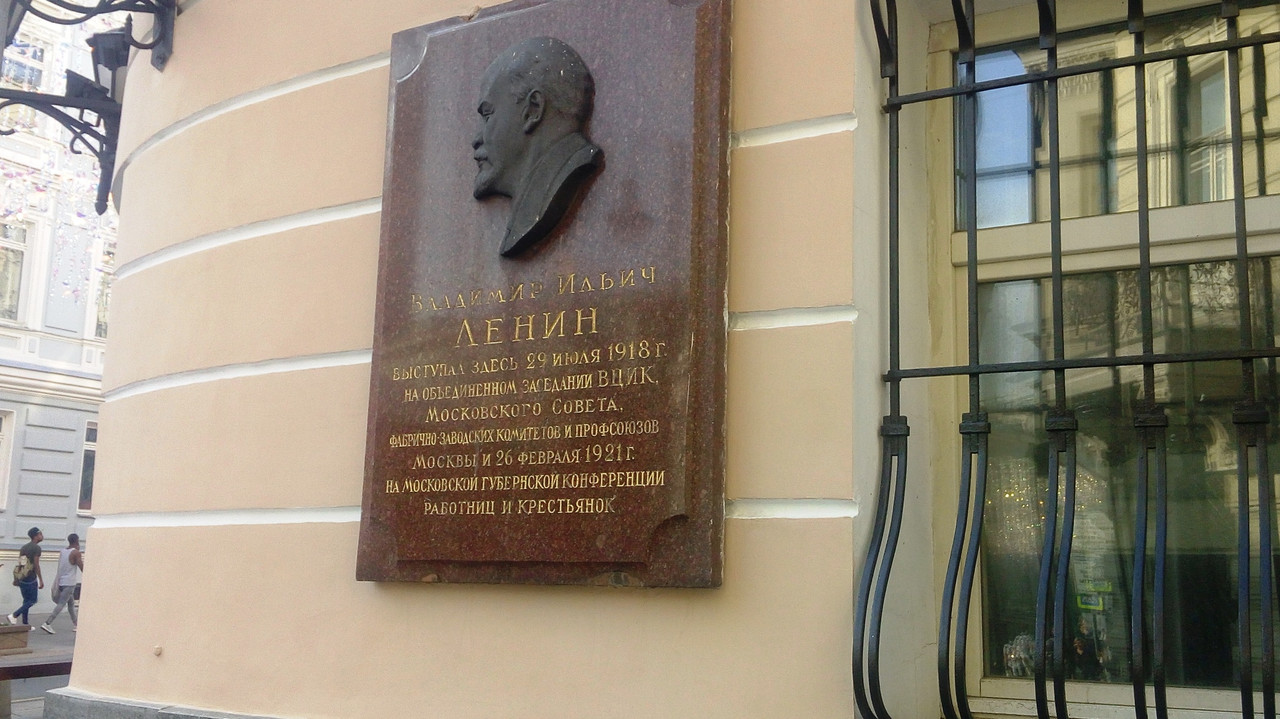 Владимир Ильич
ЛЕНИН
выступал здесь 29 июля 1918 г.
на объединенном заседании ВЦИК,
Московского Совета,
фабрично-заводских комитетов и профсоюзов
Москвы и 26 февраля 1921 г.
на Московской губернской конференции
работниц и крестьянок